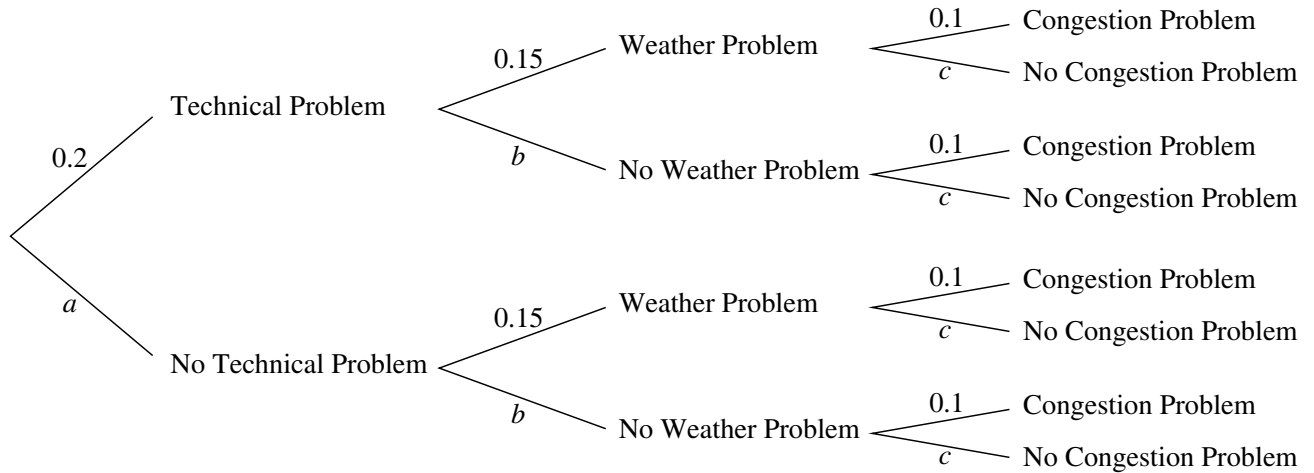 0.1 Congestion Problem
0.15 Weather Problem
c No Congestion Problem
Technical Problem
0.1 Congestion Problem
0.2 b No Weather Problem
c No Congestion Problem
0.1 Congestion Problem
a 0.15 Weather Problem
c No Congestion Problem
No Technical Problem
0.1 Congestion Problem
b No Weather Problem
c No Congestion Problem